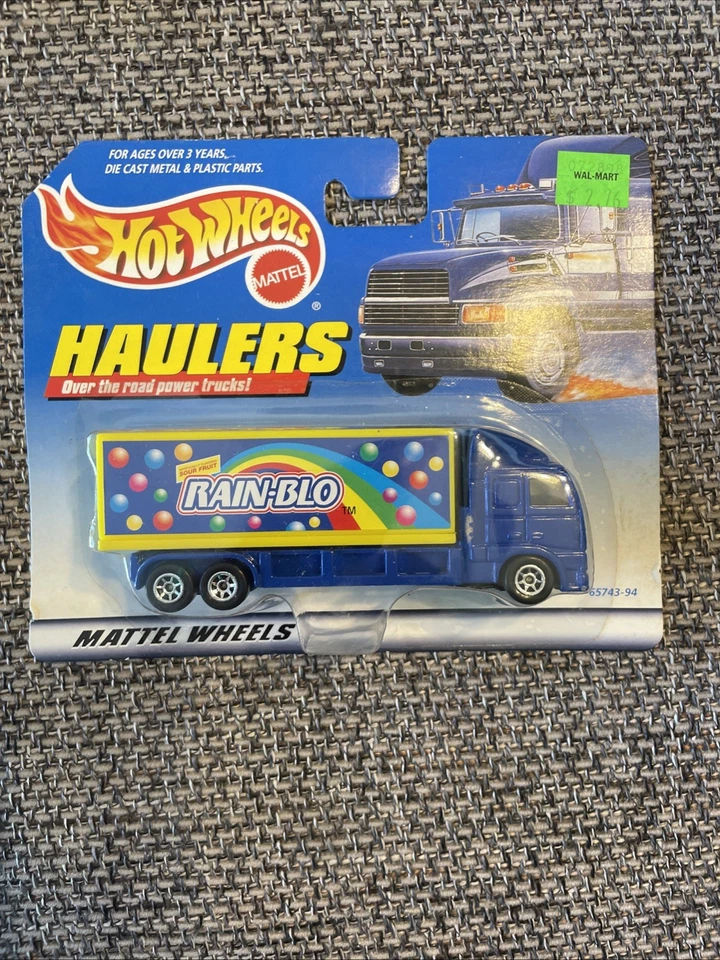 FOR AGES OVER 3 YEARS,
DIE CAST METAL & PLASTIC PARTS.
WAL-MART
HOT WHEELS
MATTEL
®
HAULERS
Over the road power trucks!
SOUR FRUIT
RAIN-BLO
TM
65743-94
MATTEL WHEELS